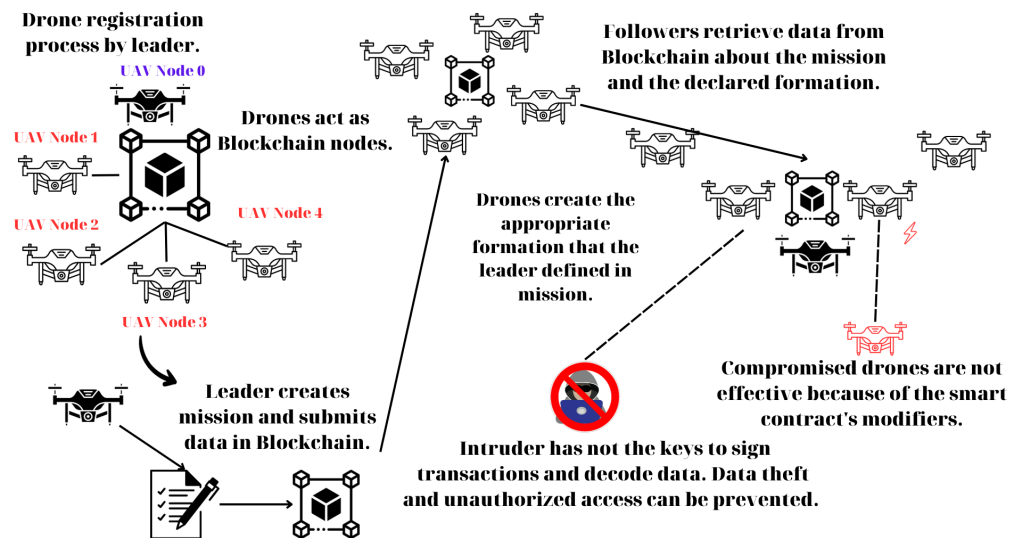 Drone registration
process by leader.
UAV Node 0
Drones act as
Blockchain nodes.
UAV Node 1
UAV Node 2
UAV Node 4
UAV Node 3
Leader creates
mission and submits
data in Blockchain.
Followers retrieve data from
Blockchain about the mission
and the declared formation.
Drones create the
appropriate
formation that the
leader defined in
mission.
Compromised drones are not
effective because of the smart
contract's modifiers.
Intruder has not the keys to sign
transactions and decode data. Data theft
and unauthorized access can be prevented.